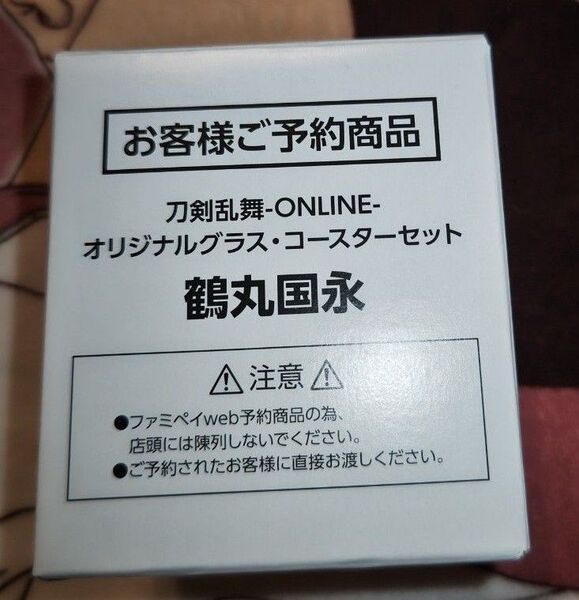 お客様ご予約商品
刀剣乱舞-ONLINE-
オリジナルグラス・コースターセット
鶴丸国永
⚠注意⚠
●ファミペイweb予約商品の為、
店頭には陳列しないでください。
●ご予約されたお客様に直接お渡しください。